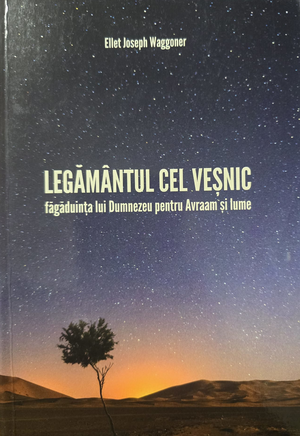 Ellet Joseph Waggoner
LEGĂMÂNTUL CEL VEȘNIC
făgăduința lui Dumnezeu pentru Avraam și lume